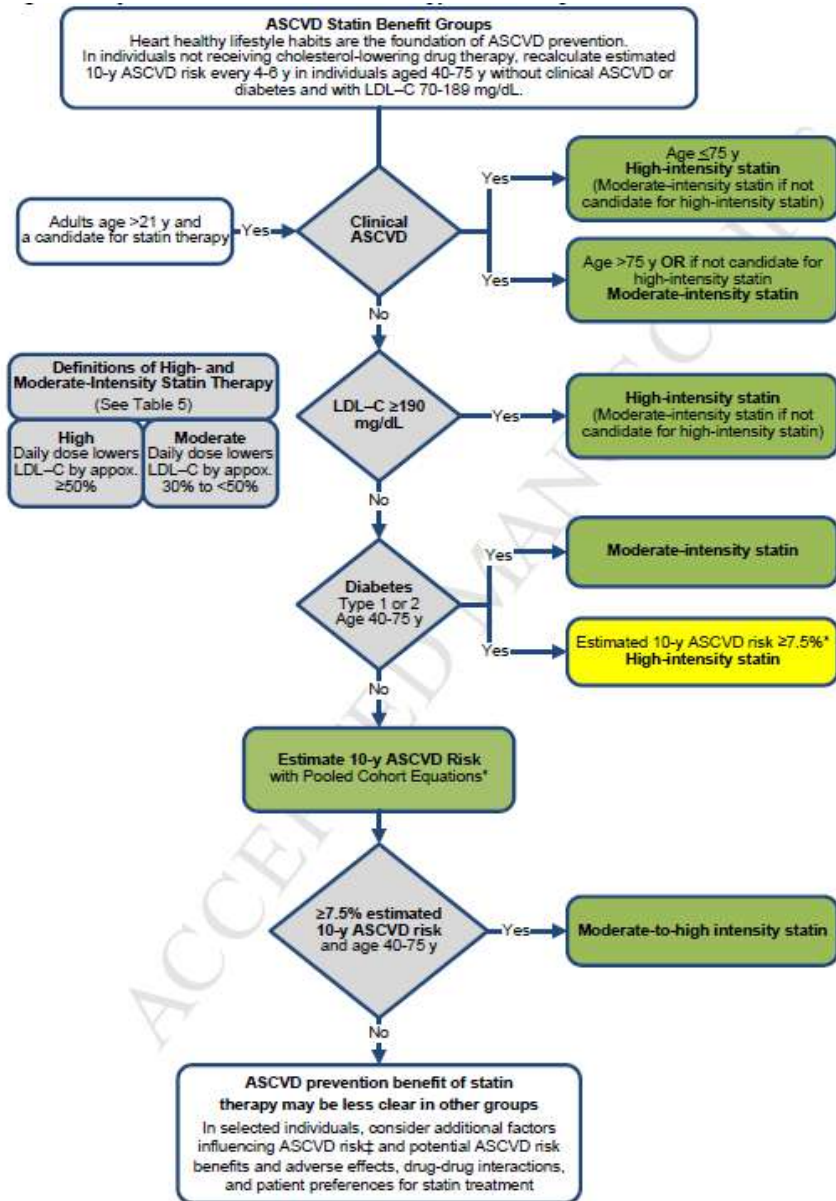 ASCVD Statin Benefit Groups
Heart healthy lifestyle habits are the foundation of ASCVD prevention.
In individuals not receiving cholesterol-lowering drug therapy, recalculate estimated
10-y ASCVD risk every 4-6 y in individuals aged 40-75 y without clinical ASCVD or
diabetes and with LDL–C 70-189 mg/dL.
Adults age >21 y and
a candidate for statin therapy
Yes
Clinical
ASCVD
Yes
Age ≤75 y
High-intensity statin
(Moderate-intensity statin if not
candidate for high-intensity statin)
Yes
Age >75 y OR if not candidate for
high-intensity statin
Moderate-intensity statin
No
Definitions of High- and
Moderate-Intensity Statin Therapy
(See Table 5)
High
Daily dose lowers
LDL–C by appox.
≥50%
Moderate
Daily dose lowers
LDL–C by appox.
30% to <50%
LDL–C ≥190
mg/dL
Yes
High-intensity statin
(Moderate-intensity statin if not
candidate for high-intensity statin)
No
Diabetes
Type 1 or 2
Age 40-75 y
Yes
Moderate-intensity statin
Yes
Estimated 10-y ASCVD risk ≥7.5%*
High-intensity statin
No
Estimate 10-y ASCVD Risk
with Pooled Cohort Equations*
≥7.5% estimated
10-y ASCVD risk
and age 40-75 y
Yes
Moderate-to-high intensity statin
No
ASCVD prevention benefit of statin
therapy may be less clear in other groups
In selected individuals, consider additional factors
influencing ASCVD risk‡ and potential ASCVD risk
benefits and adverse effects, drug-drug interactions,
and patient preferences for statin treatment